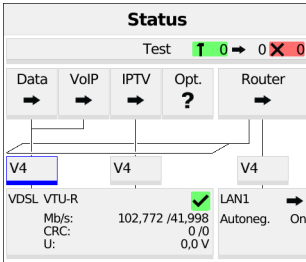 Status
Test 0 ➡ 0 ✕ 0
Data VoIP IPTV Opt. Router
➡ ➡ ➡ ? ➡
V4 V4 V4
VDSL VTU-R ✔ LAN1 ➡
Mb/s: 102,772 /41,998 Autoneg. On
CRC: 0 /0
U: 0,0 V